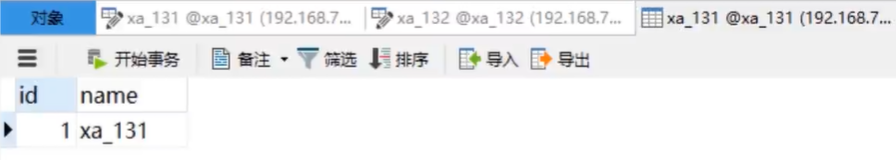 对象 xa_131 @xa_131 (192.168.7... xa_132 @xa_132 (192.168.7... xa_131 @xa_131 (192.168.7...
开始事务 备注 筛选 排序 导入 导出
id name
1 xa_131